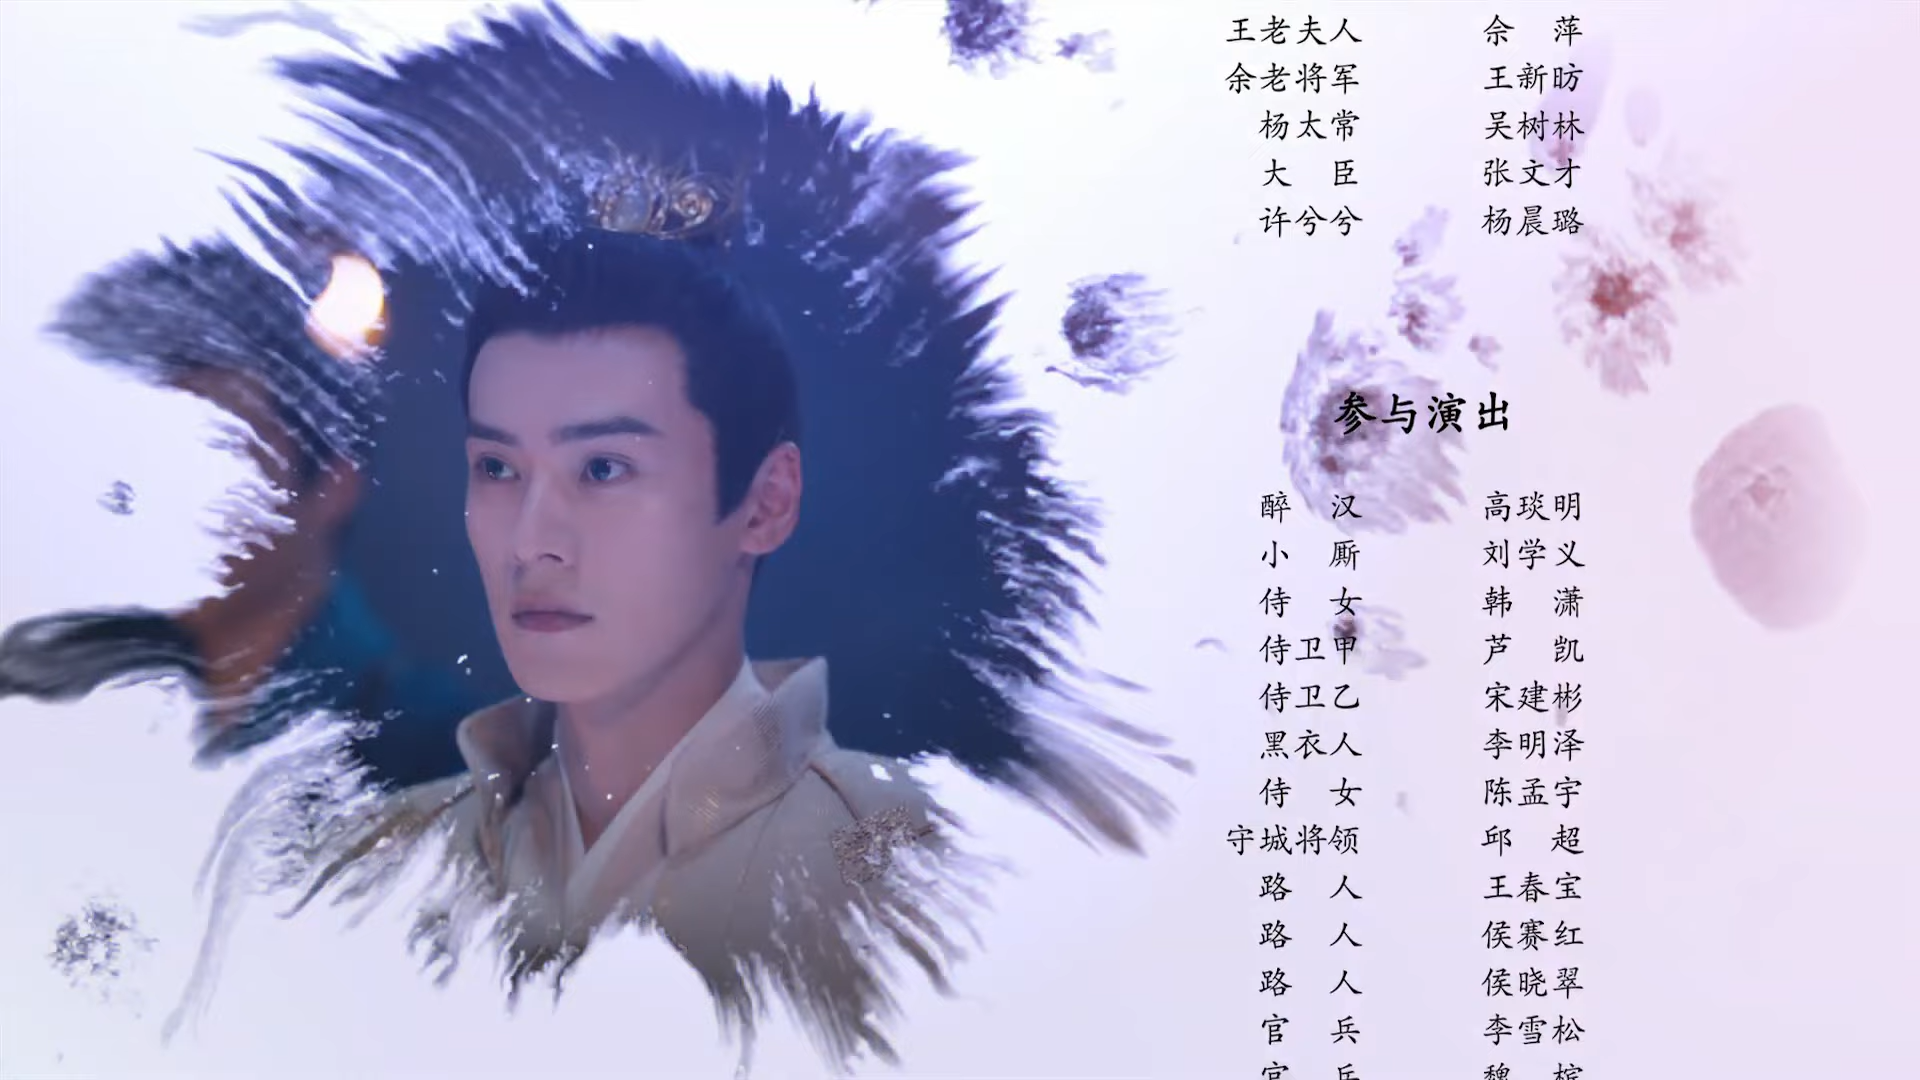 王老夫人 佘萍
余老将军 王新昉
杨太常 吴树林
大臣 张文才
许兮兮 杨晨璐
参与演出
醉汉 高琰明
小厮 刘学义
侍女 韩潇
侍卫甲 芦凯
侍卫乙 宋建彬
黑衣人 李明泽
侍女 陈孟宇
守城将领 邱超
路人 王春宝
路人 侯赛红
路人 侯晓翠
官兵 李雪松
官兵 魏